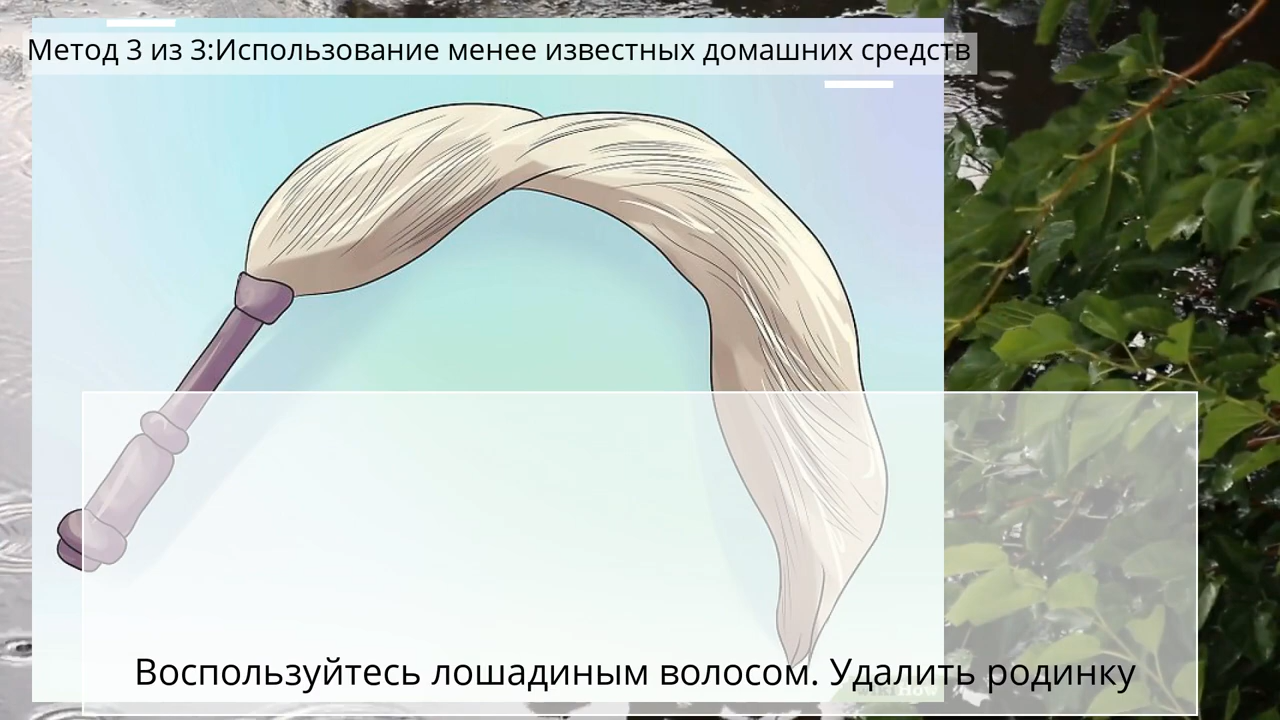 Метод 3 из 3:Использование менее известных домашних средств
Воспользуйтесь лошадиным волосом. Удалить родинку